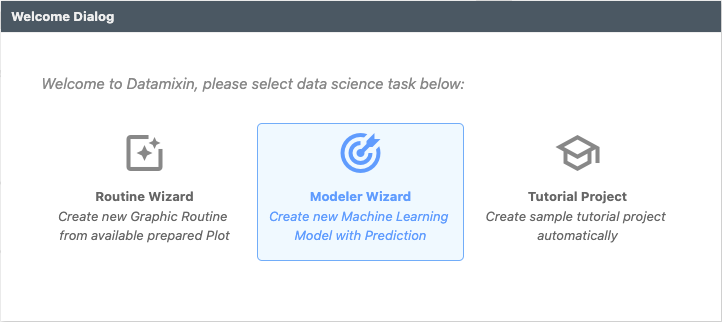 Welcome Dialog
Welcome to Datamixin, please select data science task below:
Routine Wizard
Create new Graphic Routine
from available prepared Plot
Modeler Wizard
Create new Machine Learning
Model with Prediction
Tutorial Project
Create sample tutorial project
automatically